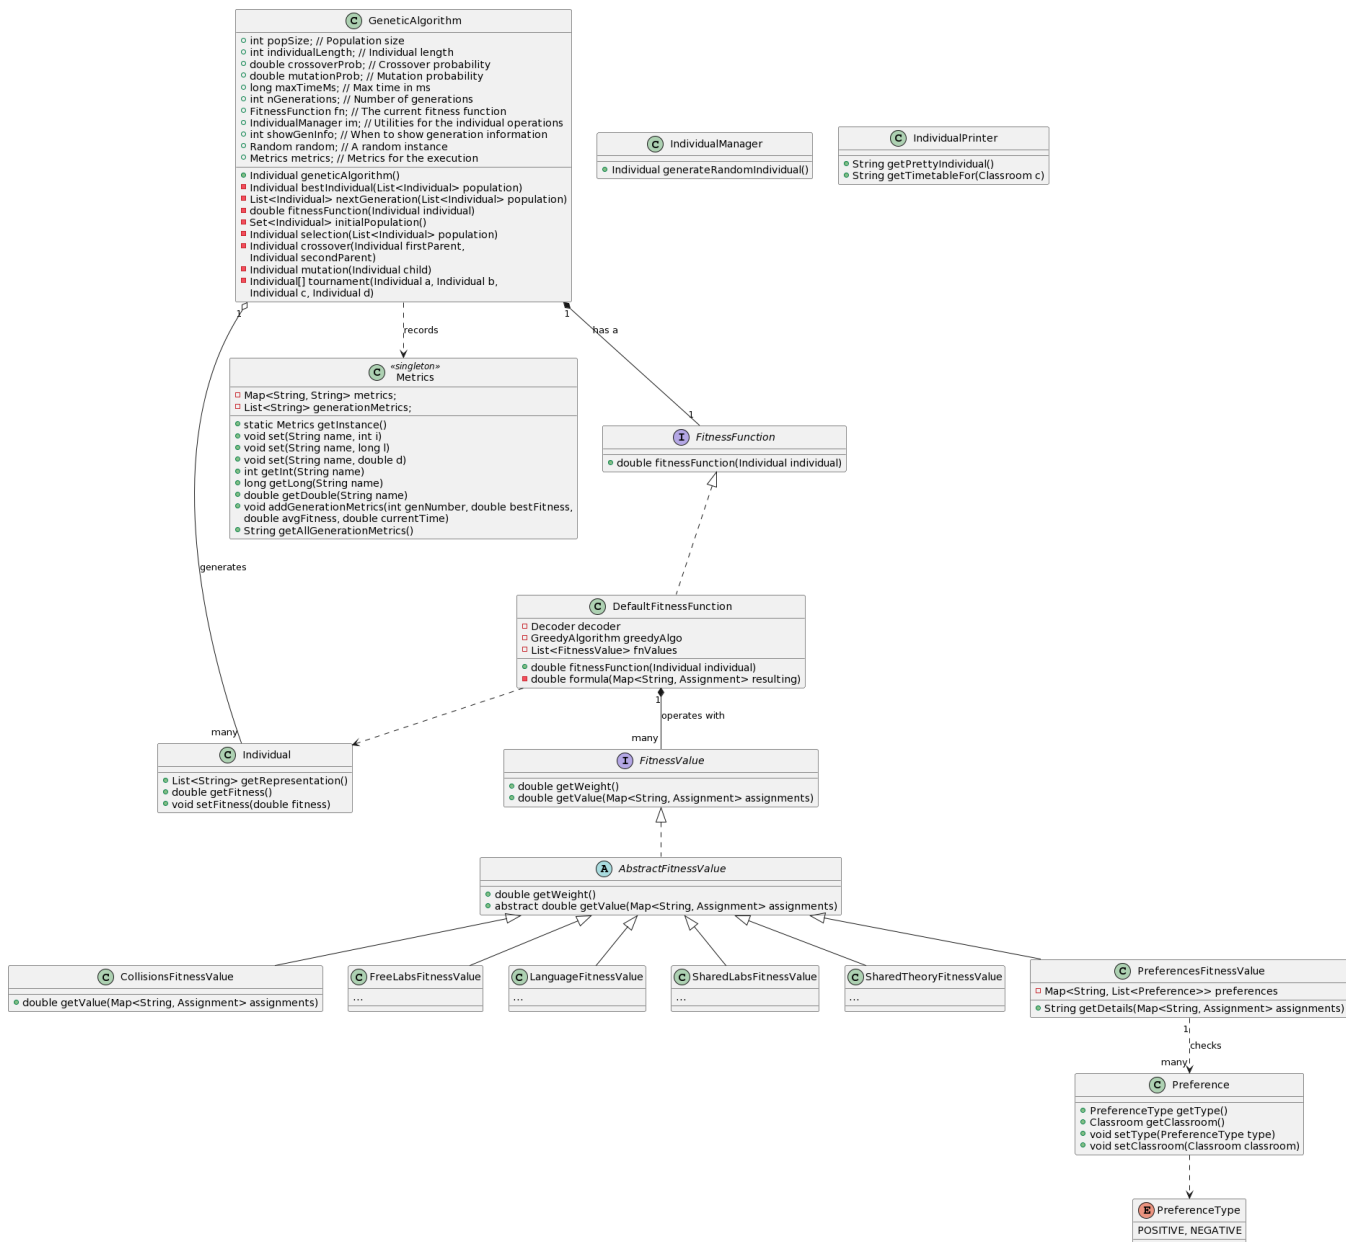 C GeneticAlgorithm
int popSize; // Population size
int individualLength; // Individual length
double crossoverProb; // Crossover probability
double mutationProb; // Mutation probability
long maxTimeMs; // Max time in ms
int nGenerations; // Number of generations
FitnessFunction fn; // The current fitness function
IndividualManager im; // Utilities for the individual operations
int showGenInfo; // When to show generation information
Random random; // A random instance
Metrics metrics; // Metrics for the execution
Individual geneticAlgorithm()
Individual bestIndividual(List<Individual> population)
List<Individual> nextGeneration(List<Individual> population)
double fitnessFunction(Individual individual)
Set<Individual> initialPopulation()
Individual selection(List<Individual> population)
Individual crossover(Individual firstParent,
Individual secondParent)
Individual mutation(Individual child)
Individual[] tournament(Individual a, Individual b,
Individual c, Individual d)
C IndividualManager
Individual generateRandomIndividual()
C IndividualPrinter
String getPrettyIndividual()
String getTimetableFor(Classroom c)
1
1
records
has a
C «singleton»
Metrics
Map<String, String> metrics;
List<String> generationMetrics;
static Metrics getInstance()
void set(String name, int i)
void set(String name, long l)
void set(String name, double d)
int getInt(String name)
long getLong(String name)
double getDouble(String name)
void addGenerationMetrics(int genNumber, double bestFitness,
double avgFitness, double currentTime)
String getAllGenerationMetrics()
1
I FitnessFunction
double fitnessFunction(Individual individual)
generates
C DefaultFitnessFunction
Decoder decoder
GreedyAlgorithm greedyAlgo
List<FitnessValue> fnValues
double fitnessFunction(Individual individual)
double formula(Map<String, Assignment> resulting)
1
operates with
many
many
C Individual
List<String> getRepresentation()
double getFitness()
void setFitness(double fitness)
I FitnessValue
double getWeight()
double getValue(Map<String, Assignment> assignments)
A AbstractFitnessValue
double getWeight()
abstract double getValue(Map<String, Assignment> assignments)
C CollisionsFitnessValue
double getValue(Map<String, Assignment> assignments)
C FreeLabsFitnessValue
...
C LanguageFitnessValue
...
C SharedLabsFitnessValue
...
C SharedTheoryFitnessValue
...
C PreferencesFitnessValue
Map<String, List<Preference>> preferences
String getDetails(Map<String, Assignment> assignments)
1
checks
many
C Preference
PreferenceType getType()
Classroom getClassroom()
void setType(PreferenceType type)
void setClassroom(Classroom classroom)
E PreferenceType
POSITIVE, NEGATIVE